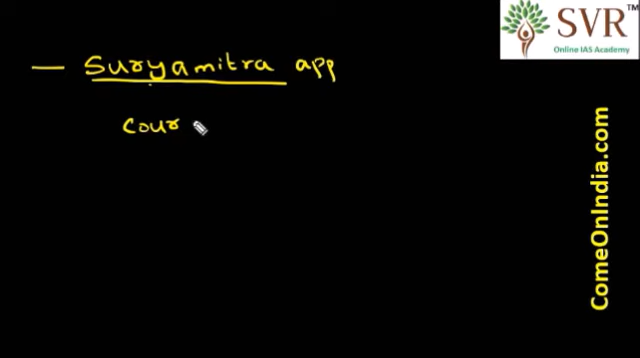 SVR™
Online IAS Academy
— Suryamitra app
cour
ComeOnIndia.com